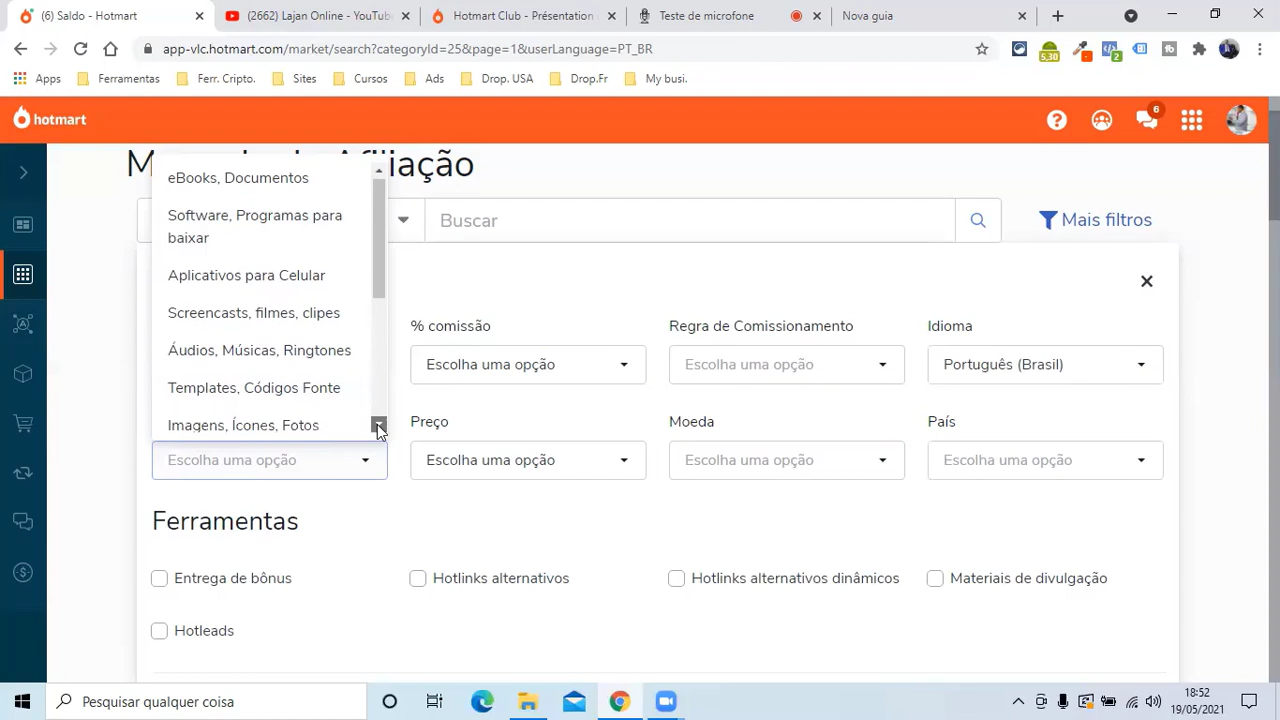 (6) Saldo - Hotmart
(2662) Lajan Online - YouTube
Hotmart Club - Présentation
Teste de microfone
Nova guia
app-vlc.hotmart.com/market/search?categoryId=25&page=1&userLanguage=PT_BR
5,30
2
Apps
Ferramentas
Ferr. Cripto.
Sites
Cursos
Ads
Drop. USA
Drop.Fr
My busi.
hotmart
6
Afiliação
Buscar
Mais filtros
eBooks, Documentos
Software, Programas para
baixar
Aplicativos para Celular
Screencasts, filmes, clipes
Áudios, Músicas, Ringtones
Templates, Códigos Fonte
Imagens, Ícones, Fotos
% comissão
Regra de Comissionamento
Idioma
Escolha uma opção
Escolha uma opção
Português (Brasil)
Preço
Moeda
País
Escolha uma opção
Escolha uma opção
Escolha uma opção
Escolha uma opção
Ferramentas
Entrega de bônus
Hotlinks alternativos
Hotlinks alternativos dinâmicos
Materiais de divulgação
Hotleads
Pesquisar qualquer coisa
18:52
19/05/2021